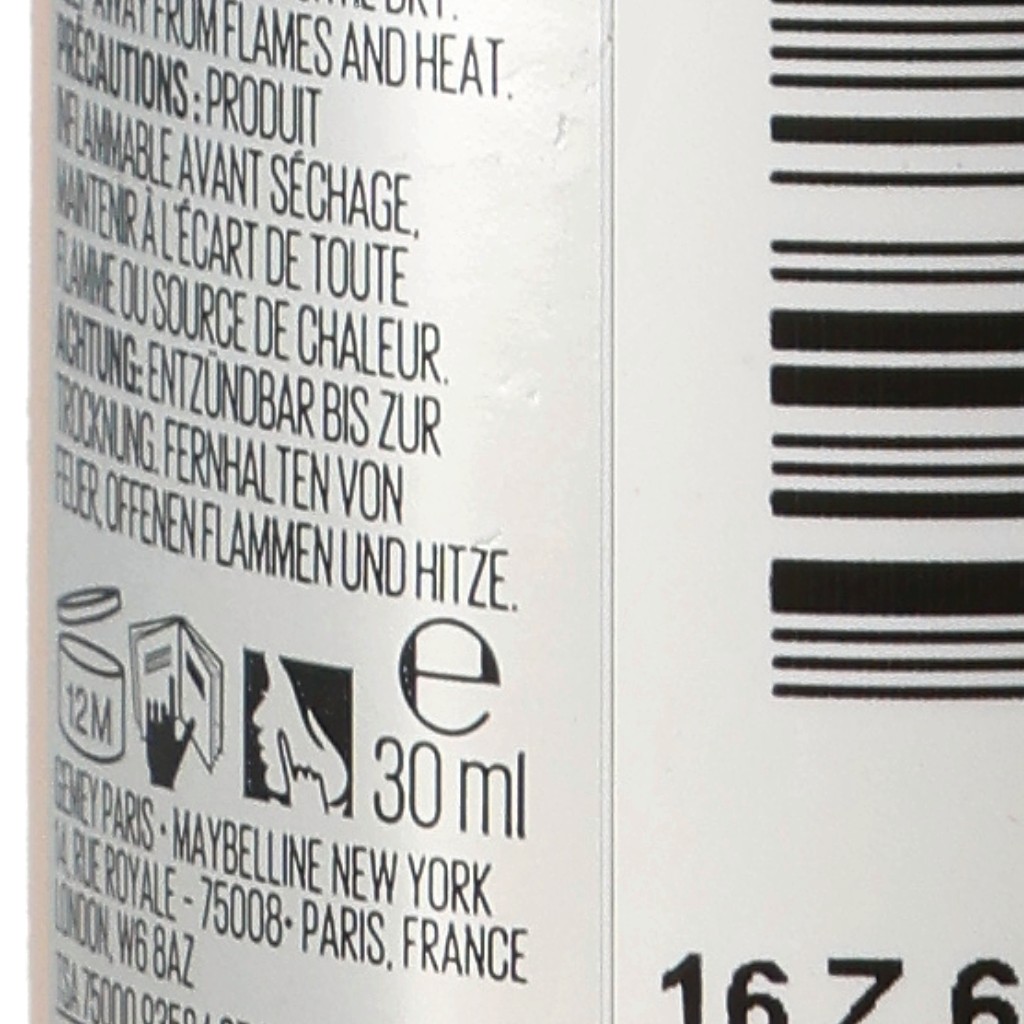 AWAY FROM FLAMES AND HEAT.
PRÉCAUTIONS : PRODUIT
INFLAMMABLE AVANT SÉCHAGE,
MAINTENIR À L'ÉCART DE TOUTE
FLAMME OU SOURCE DE CHALEUR.
ACHTUNG: ENTZÜNDBAR BIS ZUR
TROCKNUNG. FERNHALTEN VON
FEUER, OFFENEN FLAMMEN UND HITZE.
12M
e
30 ml
GEMEY PARIS · MAYBELLINE NEW YORK
14, RUE ROYALE - 75008 · PARIS, FRANCE
LONDON, W6 8AZ
16